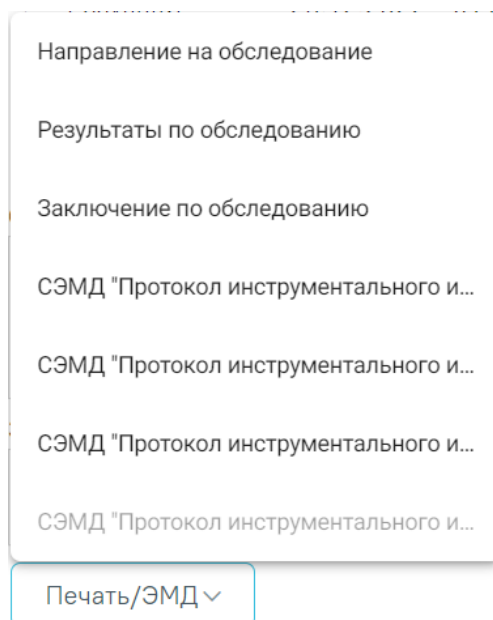 Направление на обследование
Результаты по обследованию
Заключение по обследованию
СЭМД "Протокол инструментального и...
СЭМД "Протокол инструментального и...
СЭМД "Протокол инструментального и...
СЭМД "Протокол инструментального и...
Печать/ЭМД